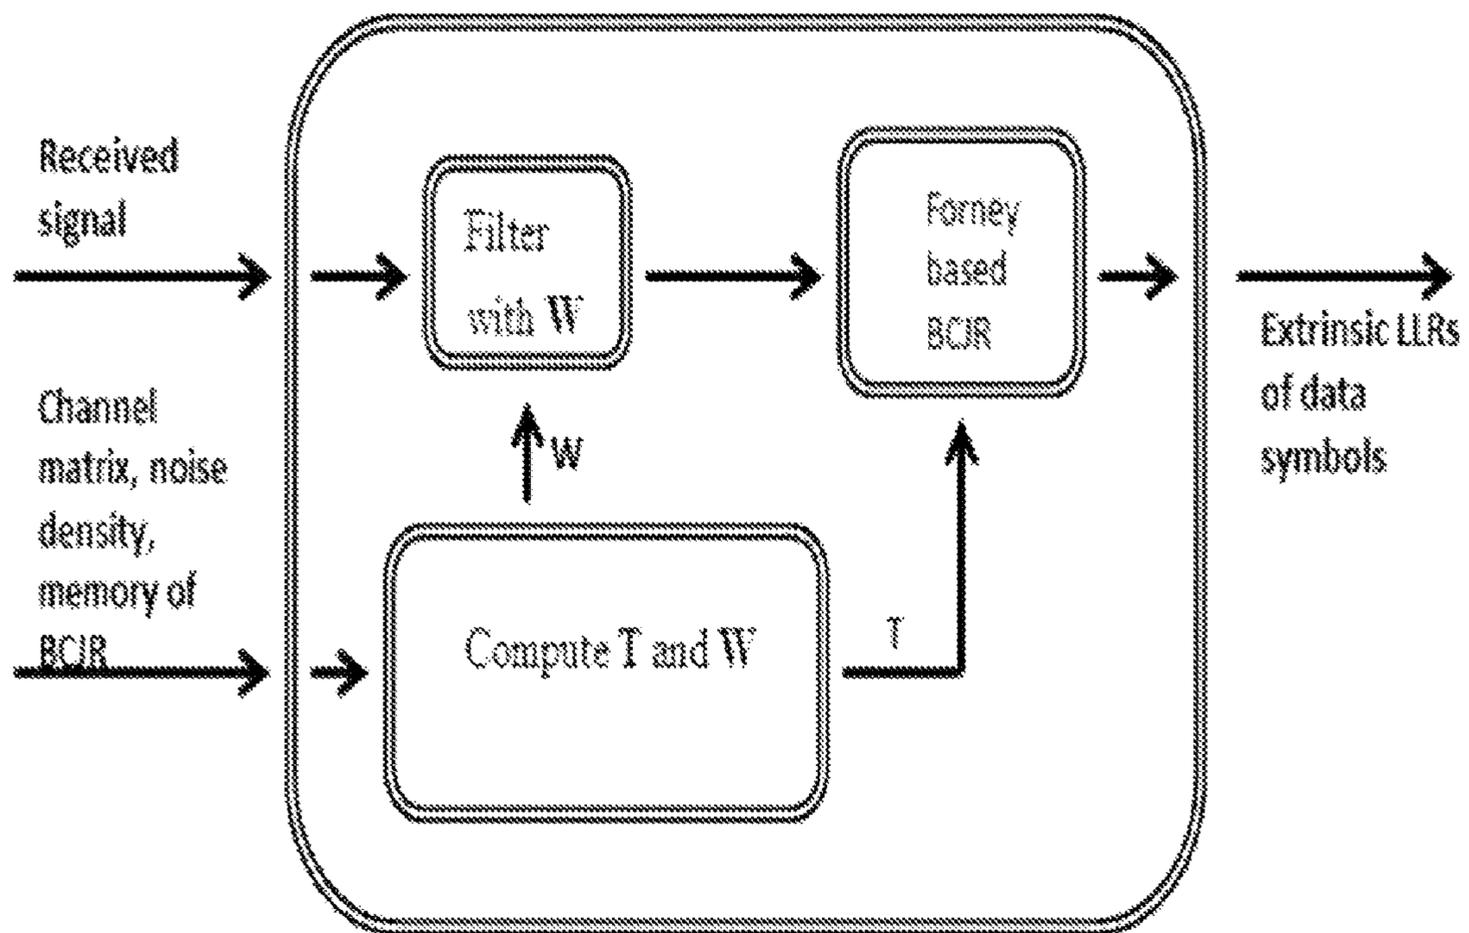 Received
signal
Filter
with W
Forney
based
BCJR
Extrinsic LLRs
of data
symbols
Channel
matrix, noise
density,
memory of
BCJR
W
Compute T and W
T